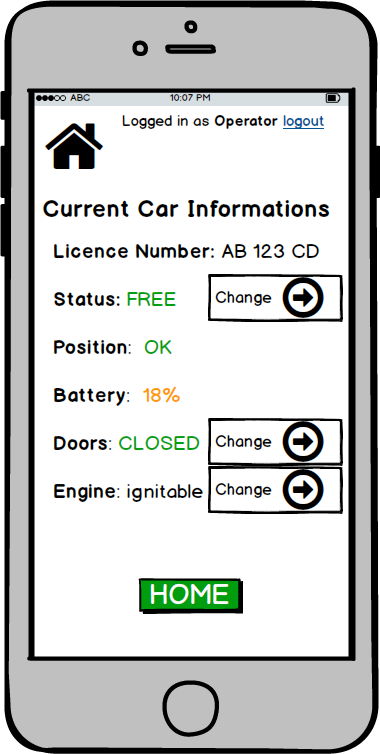 ABC 10:07 PM
Logged in as Operator logout
Current Car Informations
Licence Number: AB 123 CD
Status: FREE Change
Position: OK
Battery: 18%
Doors: CLOSED Change
Engine: ignitable Change
HOME